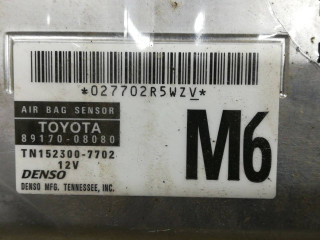 *027702R5WZV*
AIR BAG SENSOR
TOYOTA
89170-08080
TN152300-7702
12V
DENSO
DENSO MFG. TENNESSEE, INC.
M6